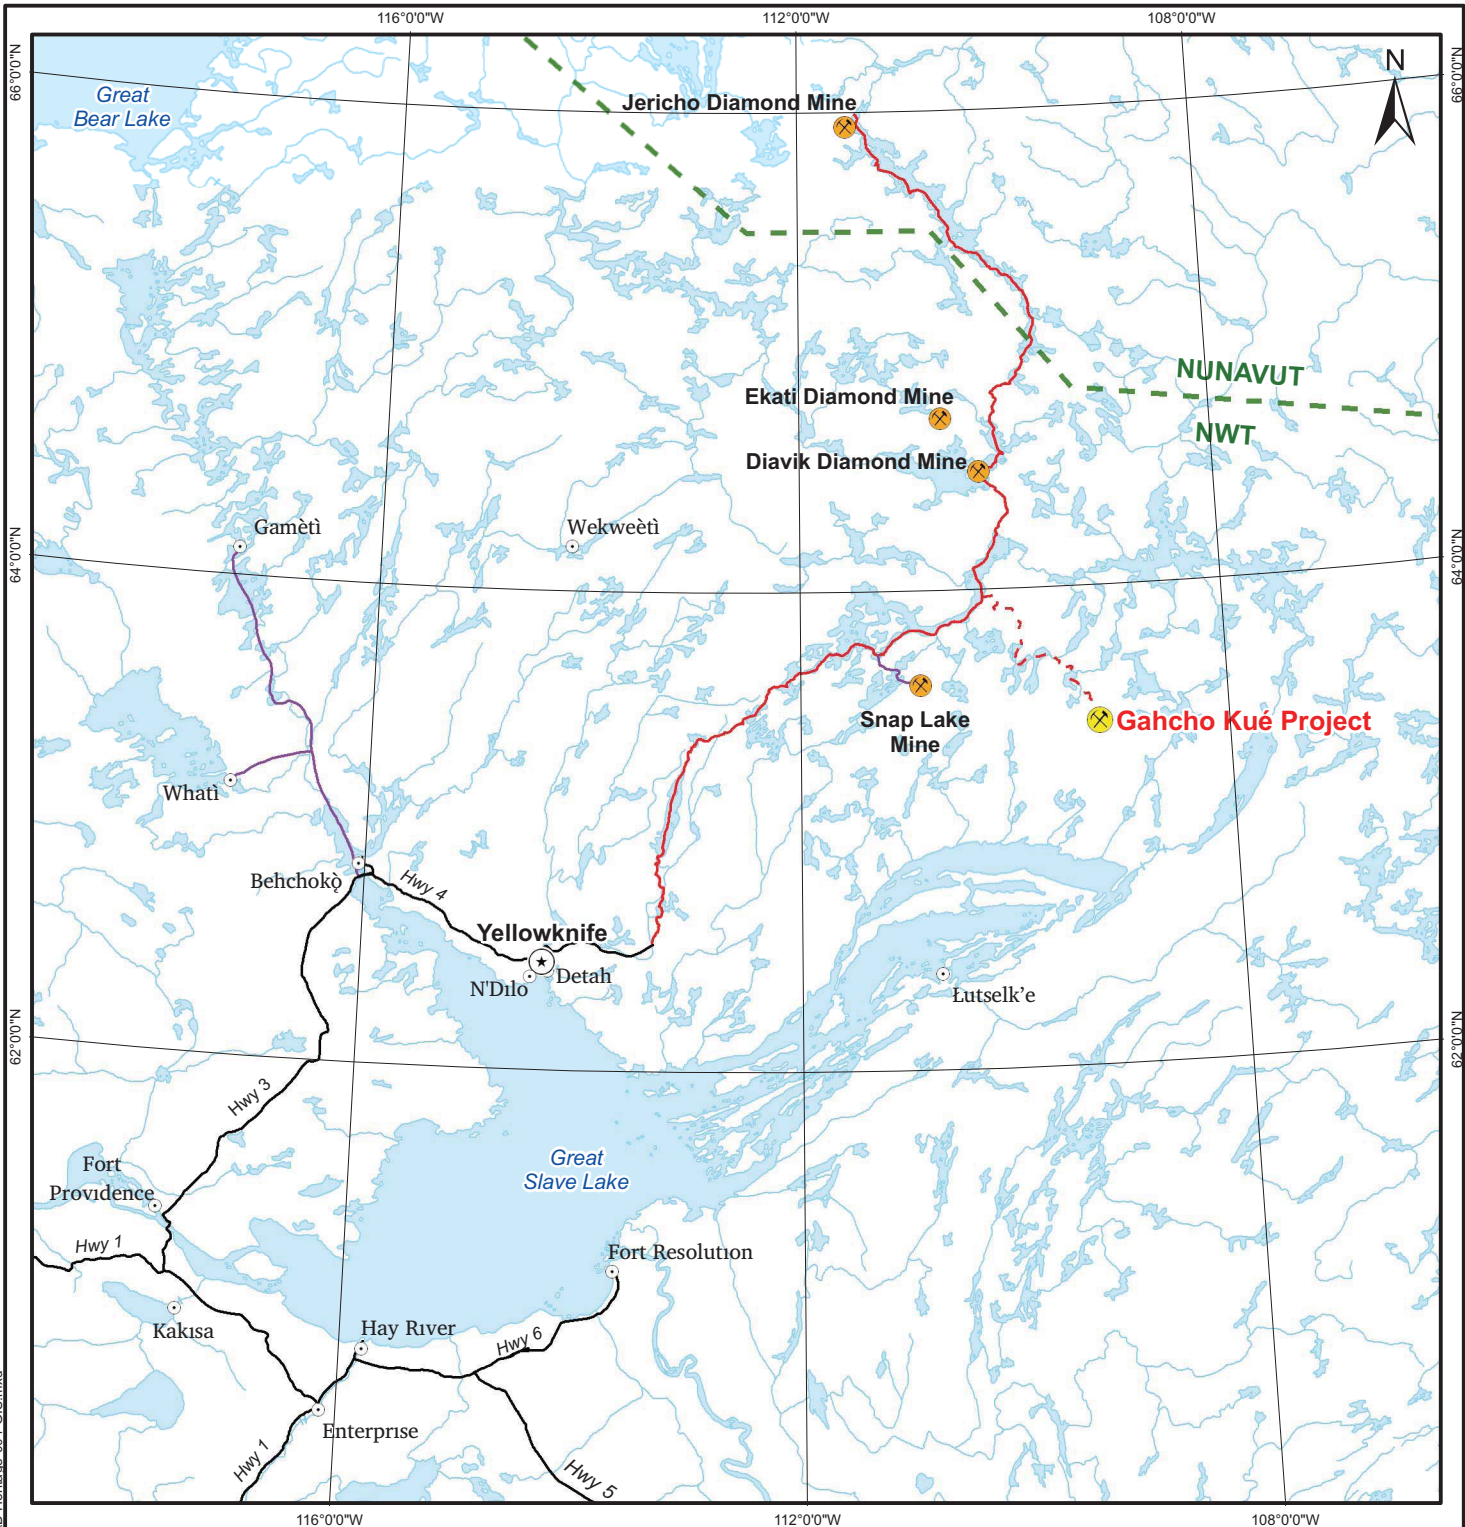 116°0'0"W
112°0'0"W
108°0'0"W
66°0'0"N
66°0'0"N
N
Great
Bear Lake
Jericho Diamond Mine
NUNAVUT
NWT
Ekati Diamond Mine
Diavik Diamond Mine
Gamètì
Wekweètì
64°0'0"N
64°0'0"N
Snap Lake
Mine
Gahcho Kué Project
Whatì
Behchokǫ̀
Hwy 4
Yellowknife
N'Dılo
Detah
Łutselk'e
62°0'0"N
62°0'0"N
Hwy 3
Great
Slave Lake
Fort
Provıdence
Hwy 1
Fort Resolutıon
Kakısa
Hay Rıver
Hwy 6
Enterprıse
Hwy 1
Hwy 5
116°0'0"W
112°0'0"W
108°0'0"W